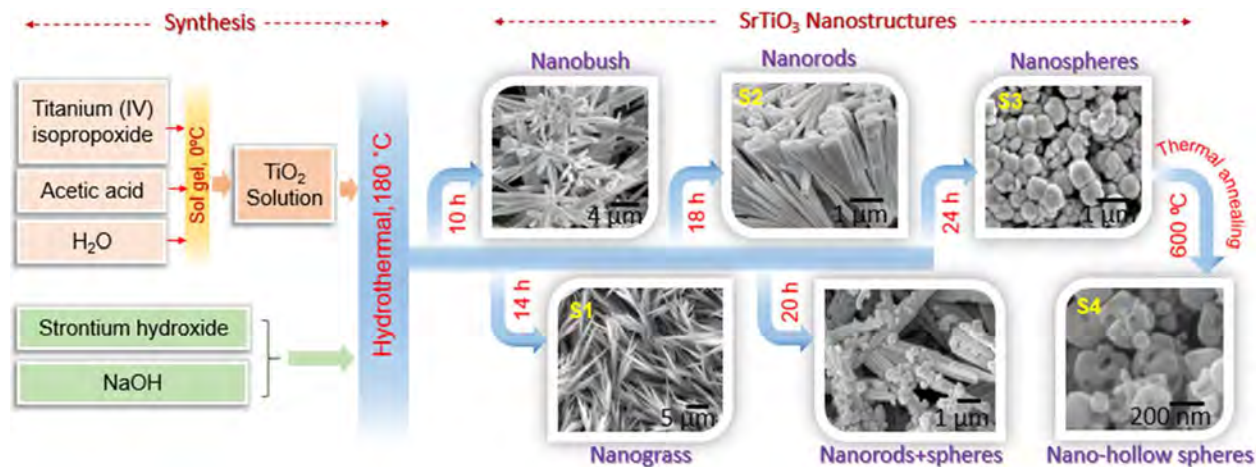 Synthesis
Titanium (IV)
isopropoxide
Acetic acid
H₂O
Sol gel, 0ºC
TiO₂
Solution
Strontium hydroxide
NaOH
Hydrothermal,180 °C
SrTiO₃ Nanostructures
Nanobush
4 µm
10 h
Nanorods
S2
1 µm
18 h
Nanospheres
S3
1 µm
24 h
Thermal annealing
600 ºC
14 h
S1
5 µm
Nanograss
20 h
1 µm
Nanorods+spheres
S4
200 nm
Nano-hollow spheres